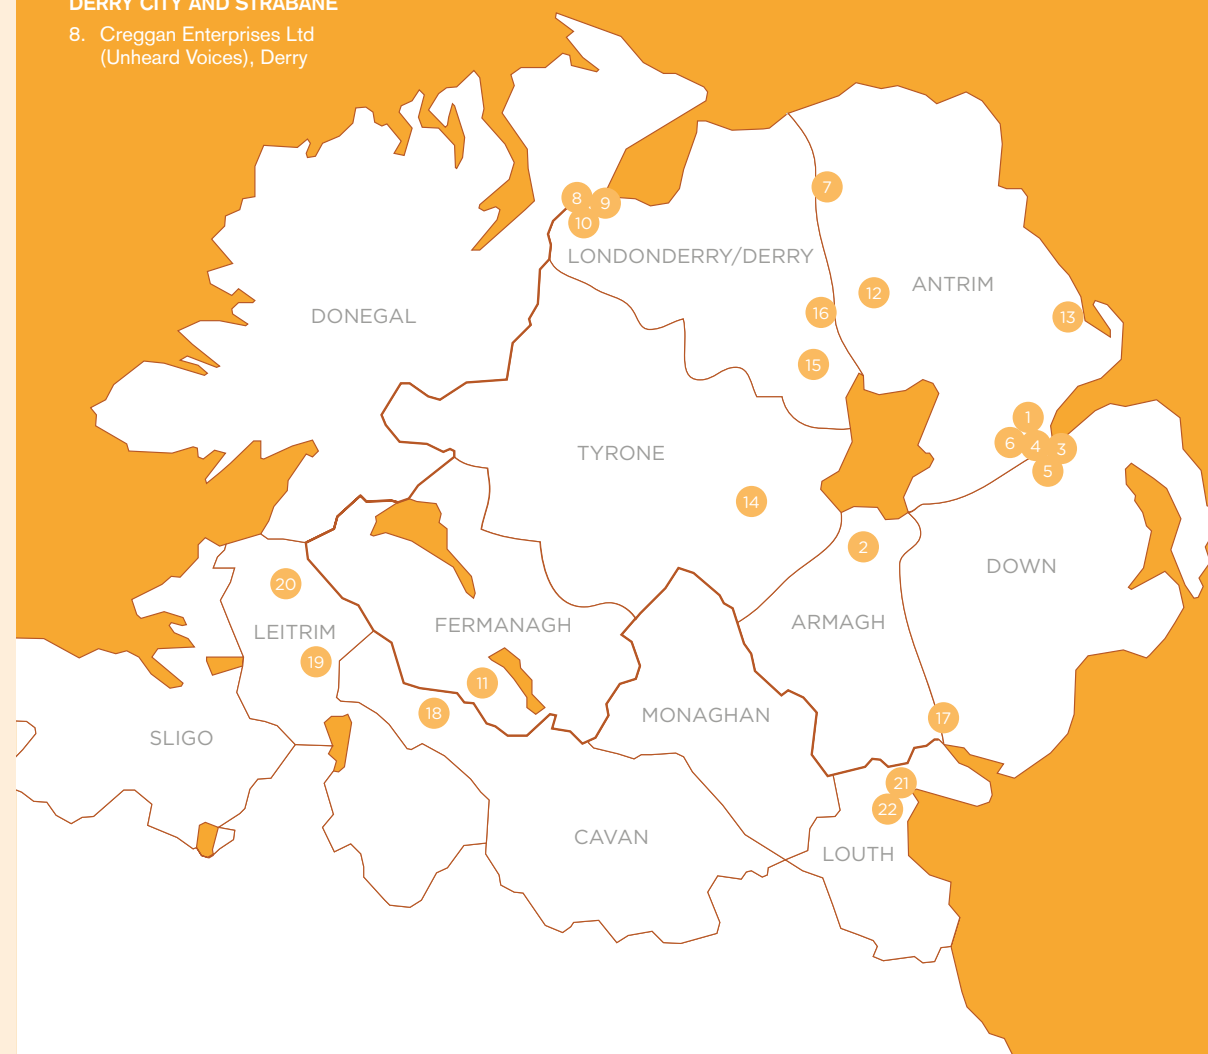 DERRY CITY AND STRABANE
8. Creggan Enterprises Ltd
(Unheard Voices), Derry
7
8
9
10
LONDONDERRY/DERRY
ANTRIM
12
DONEGAL
16
13
15
1
TYRONE
6
4
3
5
14
2
DOWN
20
FERMANAGH
ARMAGH
LEITRIM
19
11
18
MONAGHAN
17
SLIGO
21
22
CAVAN
LOUTH